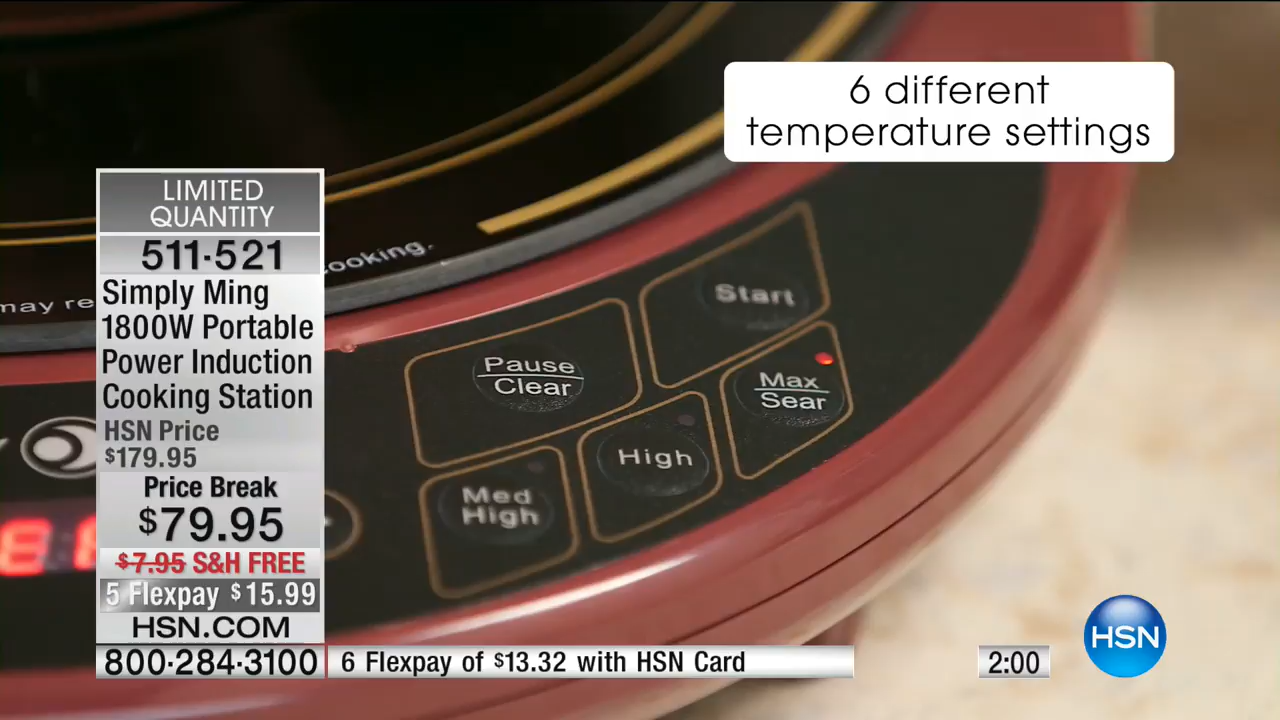 6 different
temperature settings
LIMITED
QUANTITY
511-521
Simply Ming
1800W Portable
Power Induction
Cooking Station
HSN Price
$179.95
Price Break
$79.95
$7.95 S&H FREE
5 Flexpay $15.99
HSN.COM
800-284-3100
6 Flexpay of $13.32 with HSN Card
2:00
HSN
may re
cooking.
Start
Pause
Clear
Max
Sear
High
Med
High